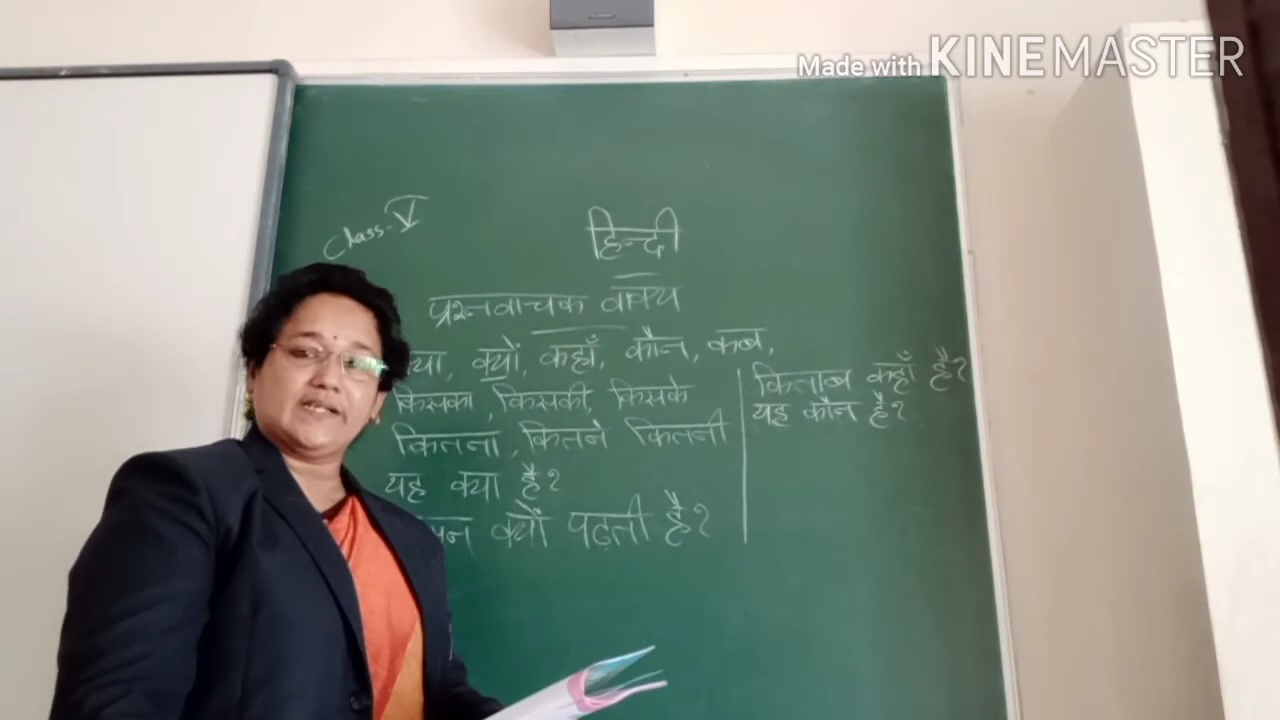 Made with KINEMASTER
Class-V
हिन्दी
प्रश्नवाचक वाक्य
क्यों, कहाँ, कौन, कब,
किसका, किसकी, किसके
कितना, कितने कितनी
यह क्या है?
क्यों पढ़ती है?
किताब कहाँ है?
यह कौन है?